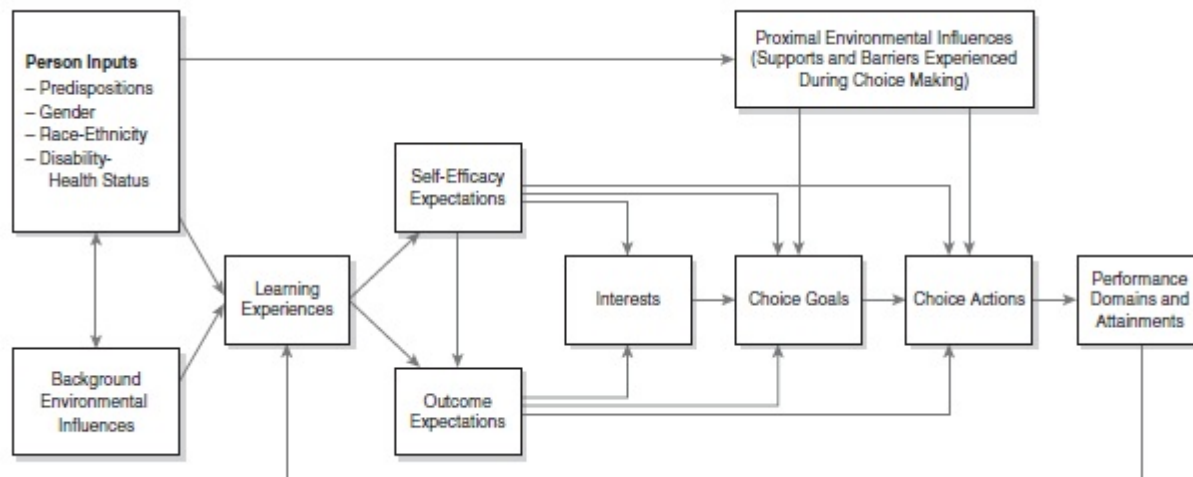 Person Inputs
– Predispositions
– Gender
– Race-Ethnicity
– Disability-
Health Status
Proximal Environmental Influences
(Supports and Barriers Experienced
During Choice Making)
Self-Efficacy
Expectations
Learning
Experiences
Interests
Choice Goals
Choice Actions
Performance
Domains and
Attainments
Background
Environmental
Influences
Outcome
Expectations